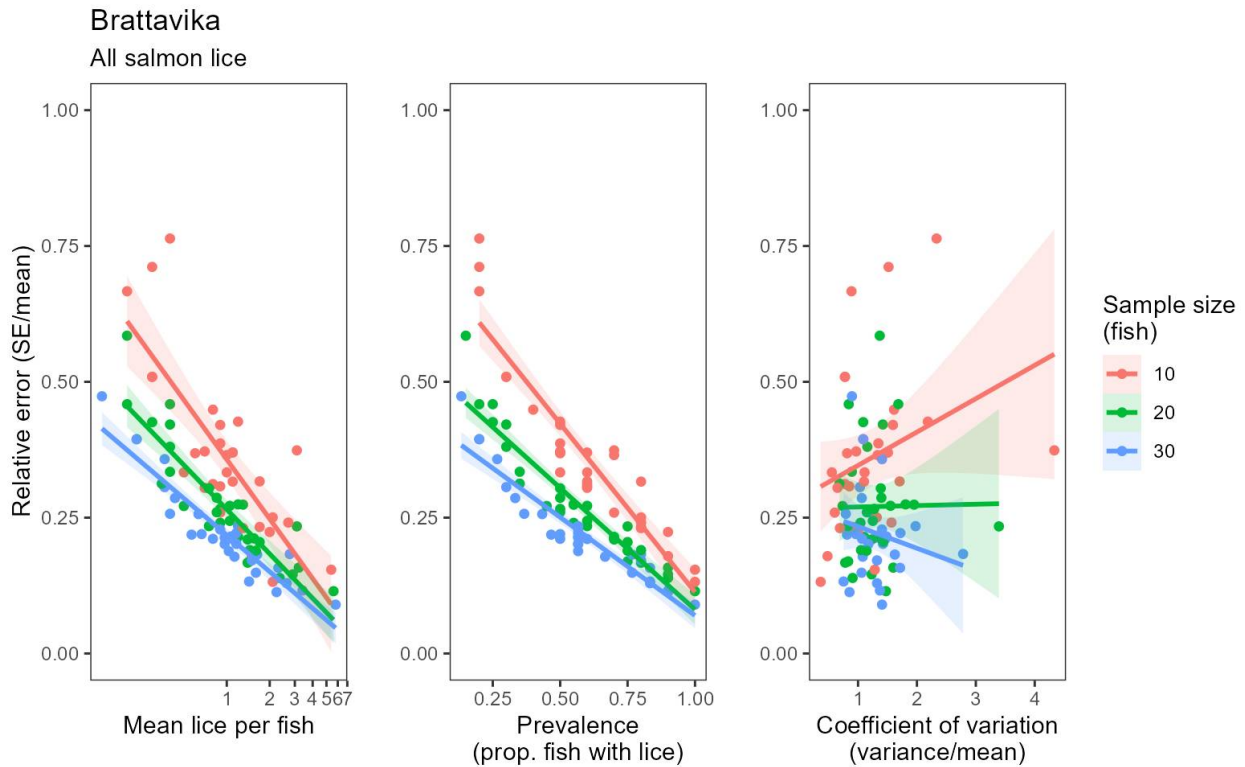 Brattavika
All salmon lice
Relative error (SE/mean)
1.00
0.75
0.50
0.25
0.00
1 2 3 4 5 6 7
Mean lice per fish
1.00
0.75
0.50
0.25
0.00
0.25 0.50 0.75 1.00
Prevalence
(prop. fish with lice)
1.00
0.75
0.50
0.25
0.00
1 2 3 4
Coefficient of variation
(variance/mean)
Sample size
(fish)
10
20
30